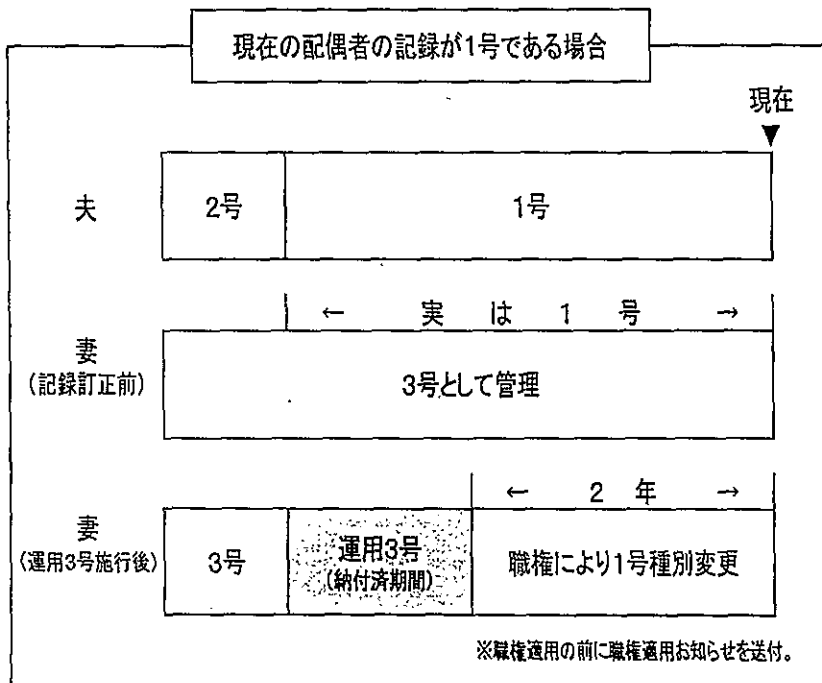 現在の配偶者の記録が1号である場合
現在
▼
夫
2号
1号
← 実は1号 →
妻
(記録訂正前)
3号として管理
← 2年 →
妻
(運用3号施行後)
3号
運用3号
(納付済期間)
職権により1号種別変更
※職権適用の前に職権適用お知らせを送付。